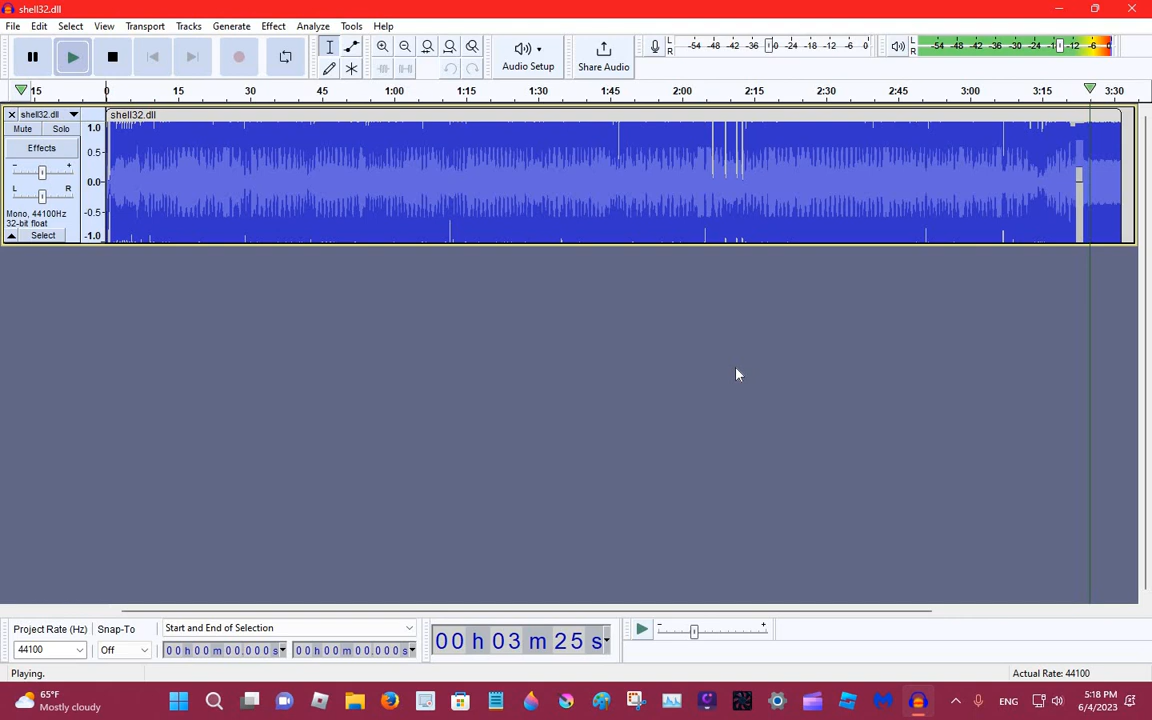 shell32.dll
File Edit Select View Transport Tracks Generate Effect Analyze Tools Help
Audio Setup
Share Audio
L R -54 -48 -42 -36 -30 -24 -18 -12 -6 0
L R -54 -48 -42 -36 -30 -24 -18 -12 -6 0
15 0 15 30 45 1:00 1:15 1:30 1:45 2:00 2:15 2:30 2:45 3:00 3:15 3:30
shell32.dll
shell32.dll
Mute Solo
Effects
- +
L R
Mono, 44100Hz
32-bit float
Select
1.0
0.5
0.0
-0.5
-1.0
Project Rate (Hz) Snap-To Start and End of Selection
44100 Off 00 h 00 m 00.000 s 00 h 00 m 00.000 s
00 h 03 m 25 s
- +
Playing. Actual Rate: 44100
65°F
Mostly cloudy
ENG
5:18 PM
6/4/2023